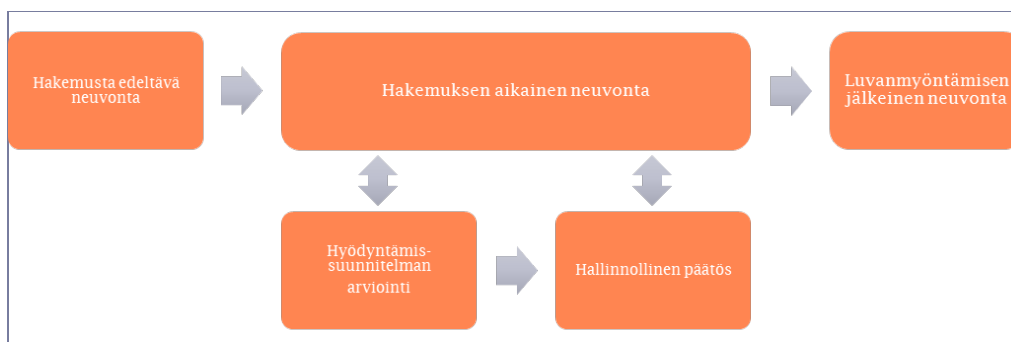 Hakemusta edeltävä
neuvonta
Hakemuksen aikainen neuvonta
Luvanmyöntämisen
jälkeinen neuvonta
Hyödyntämis-
suunnitelman
arviointi
Hallinnollinen päätös